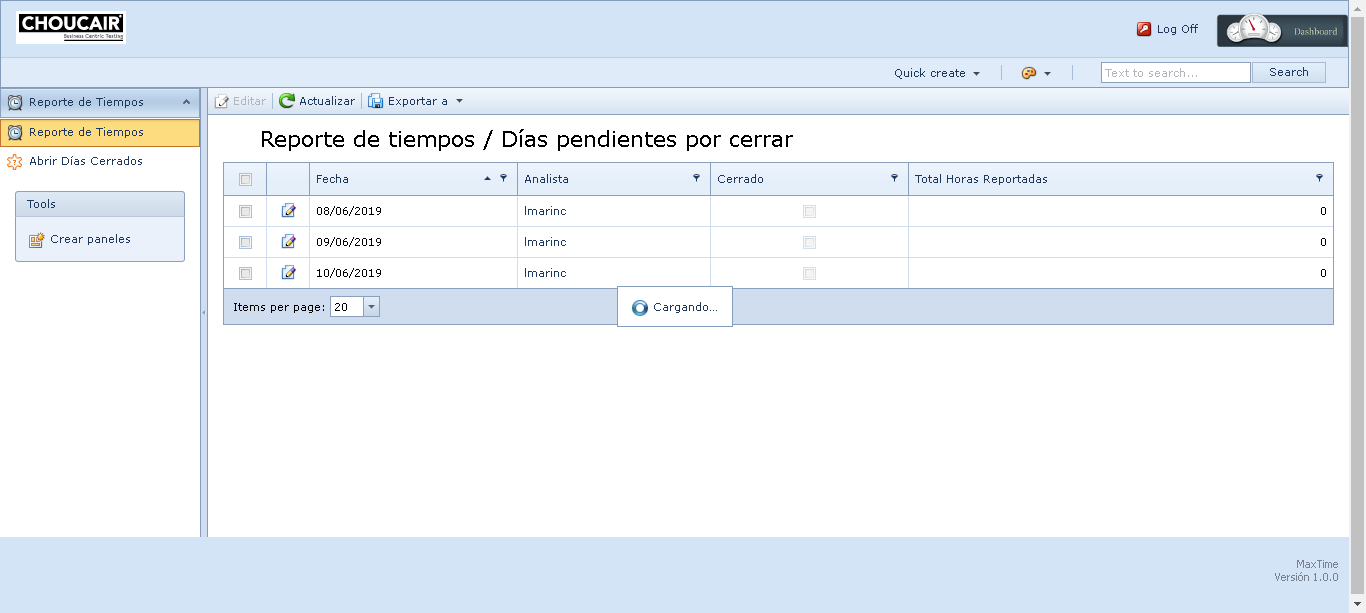 CHOUCAIR
Business Centric Testing
Log Off
Dashboard
Quick create
Text to search...
Search
Reporte de Tiempos
Editar
Actualizar
Exportar a
Reporte de Tiempos
Abrir Días Cerrados
Tools
Crear paneles
Reporte de tiempos / Días pendientes por cerrar
Fecha Analista Cerrado Total Horas Reportadas
08/06/2019 lmarinc 0
09/06/2019 lmarinc 0
10/06/2019 lmarinc 0
Items per page: 20
Cargando...
MaxTime
Versión 1.0.0